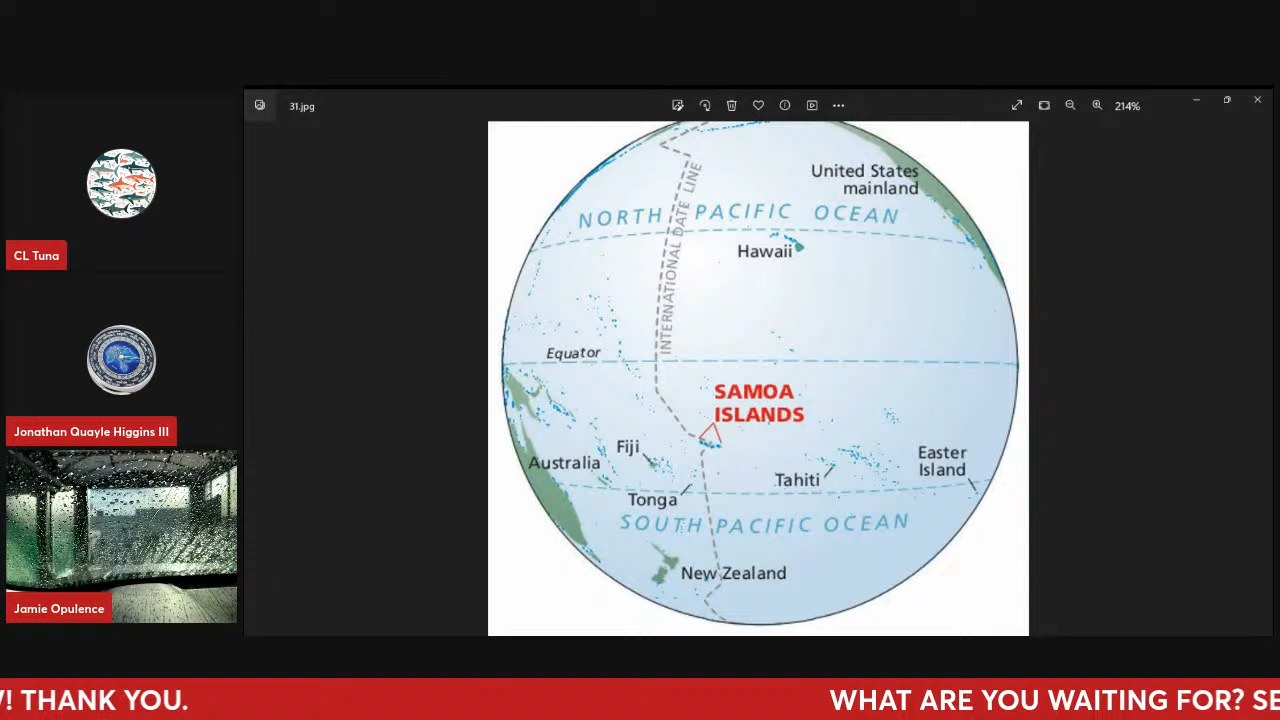 31.jpg
214%
CL Tuna
Jonathan Quayle Higgins III
Jamie Opulence
United States
mainland
NORTH PACIFIC OCEAN
INTERNATIONAL DATE LINE
Hawaii
Equator
SAMOA
ISLANDS
Fiji
Australia
Easter
Island
Tahiti
Tonga
SOUTH PACIFIC OCEAN
New Zealand
! THANK YOU.
WHAT ARE YOU WAITING FOR? SE